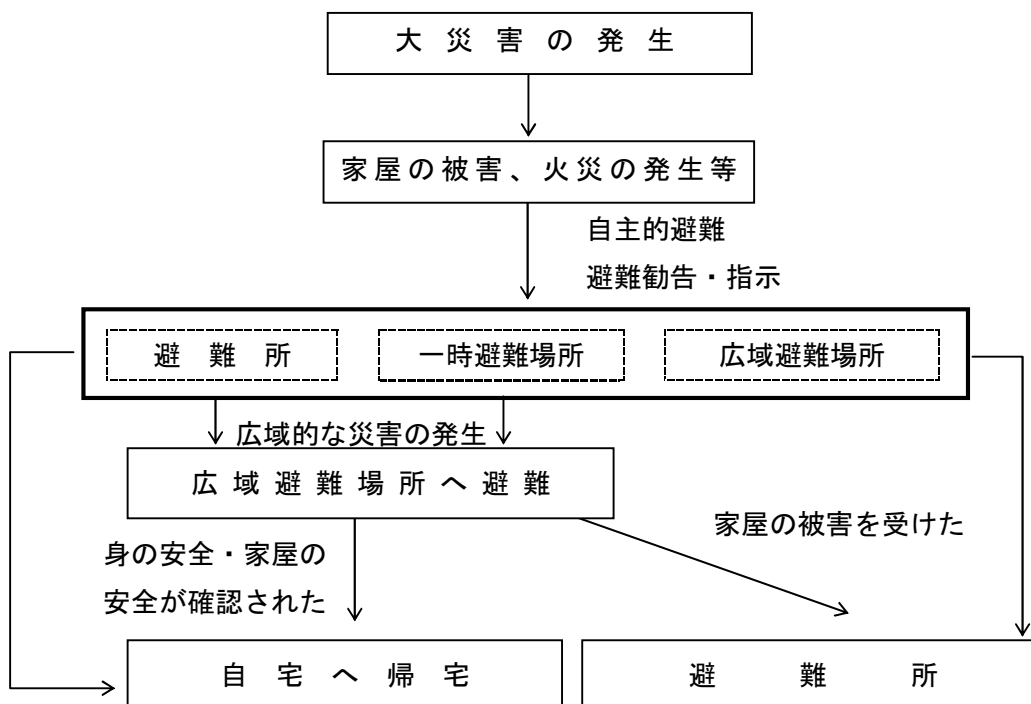 大災害の発生
家屋の被害、火災の発生等
自主的避難
避難勧告・指示
避難所
一時避難場所
広域避難場所
広域的な災害の発生
広域避難場所へ避難
家屋の被害を受けた
身の安全・家屋の
安全が確認された
自宅へ帰宅
避難所